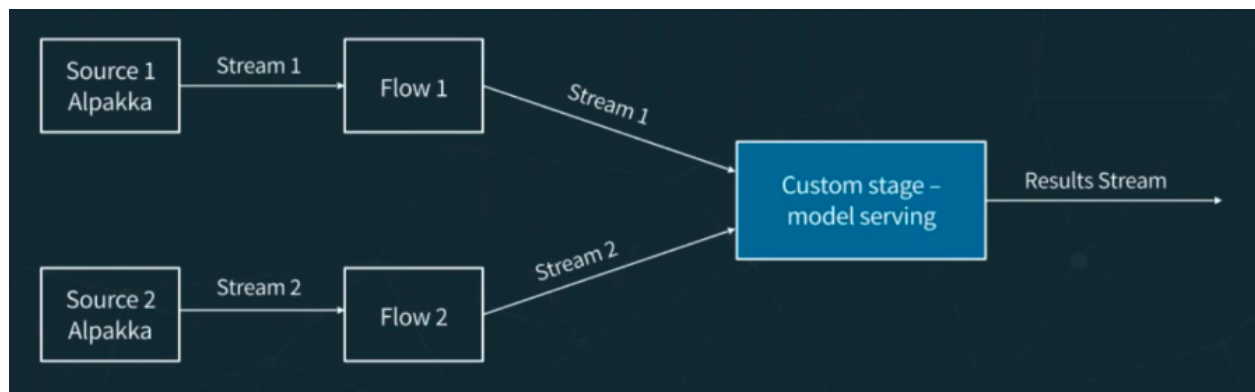 Source 1
Alpakka
Stream 1
Flow 1
Stream 1
Custom stage –
model serving
Results Stream
Source 2
Alpakka
Stream 2
Flow 2
Stream 2